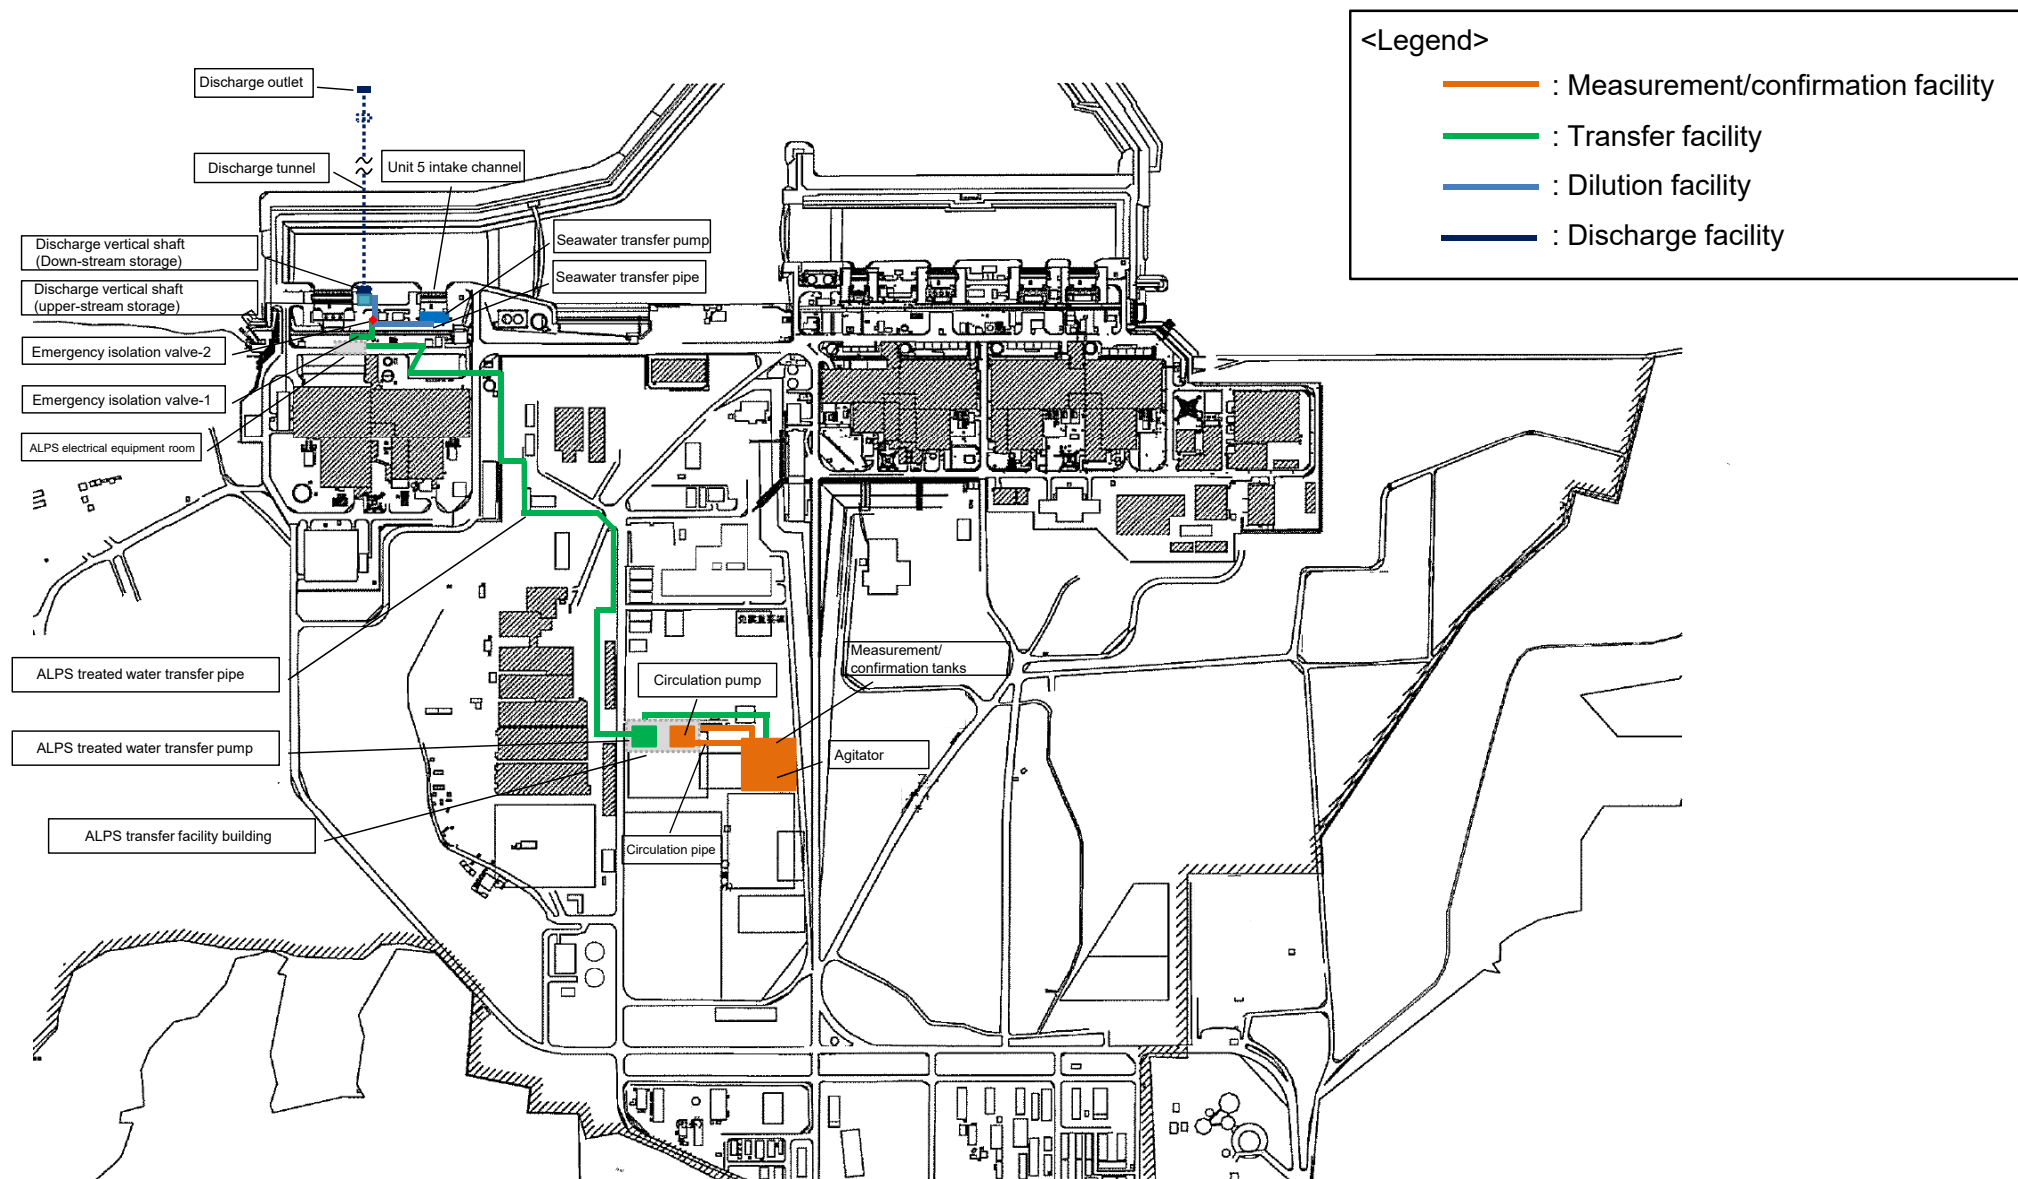 <Legend>
: Measurement/confirmation facility
: Transfer facility
: Dilution facility
: Discharge facility
Discharge outlet
Discharge tunnel
Unit 5 intake channel
Seawater transfer pump
Seawater transfer pipe
Discharge vertical shaft
(Down-stream storage)
Discharge vertical shaft
(upper-stream storage)
Emergency isolation valve-2
Emergency isolation valve-1
ALPS electrical equipment room
ALPS treated water transfer pipe
ALPS treated water transfer pump
ALPS transfer facility building
Measurement/
confirmation tanks
Circulation pump
Agitator
Circulation pipe